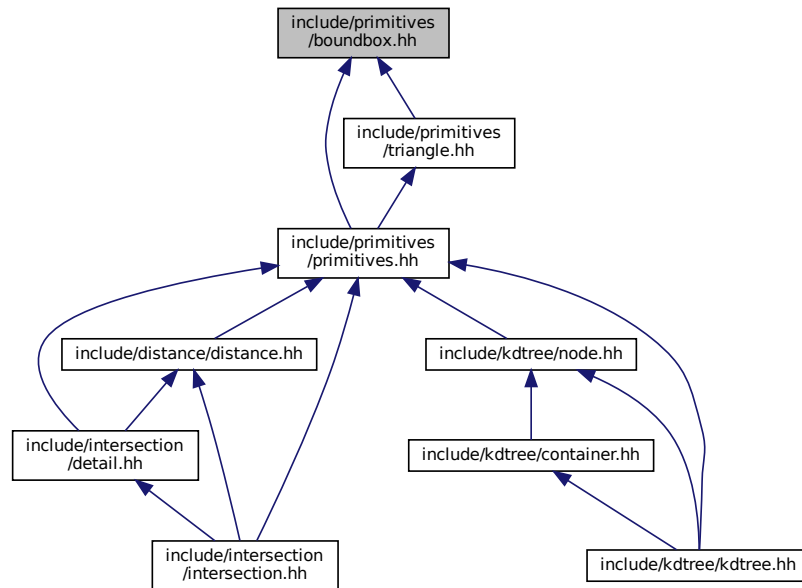 include/primitives
/boundbox.hh
include/primitives
/triangle.hh
include/primitives
/primitives.hh
include/distance/distance.hh
include/kdtree/node.hh
include/intersection
/detail.hh
include/kdtree/container.hh
include/intersection
/intersection.hh
include/kdtree/kdtree.hh